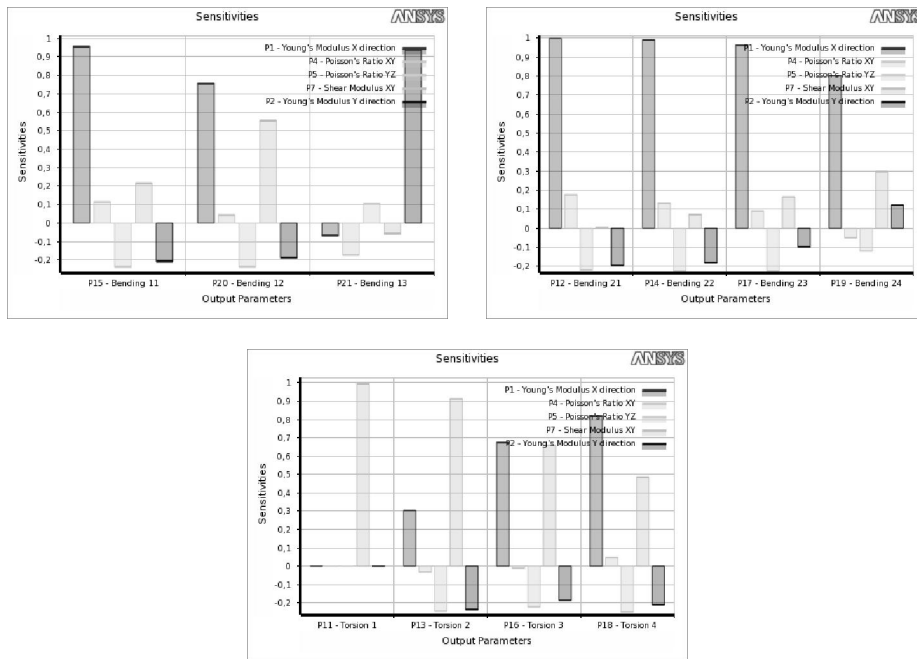 Sensitivities
ANSYS
1
0,9
0,8
0,7
0,6
0,5
0,4
0,3
0,2
0,1
0
-0,1
-0,2
Sensitivities
P1 - Young's Modulus X direction
P4 - Poisson's Ratio XY
P5 - Poisson's Ratio YZ
P7 - Shear Modulus XY
P2 - Young's Modulus Y direction
P15 - Bending 11
P20 - Bending 12
P21 - Bending 13
Output Parameters
Sensitivities
ANSYS
1
0,9
0,8
0,7
0,6
0,5
0,4
0,3
0,2
0,1
0
-0,1
-0,2
Sensitivities
P1 - Young's Modulus X direction
P4 - Poisson's Ratio XY
P5 - Poisson's Ratio YZ
P7 - Shear Modulus XY
P2 - Young's Modulus Y direction
P12 - Bending 21
P14 - Bending 22
P17 - Bending 23
P19 - Bending 24
Output Parameters
Sensitivities
ANSYS
1
0,9
0,8
0,7
0,6
0,5
0,4
0,3
0,2
0,1
0
-0,1
-0,2
Sensitivities
P1 - Young's Modulus X direction
P4 - Poisson's Ratio XY
P5 - Poisson's Ratio YZ
P7 - Shear Modulus XY
P2 - Young's Modulus Y direction
P11 - Torsion 1
P13 - Torsion 2
P16 - Torsion 3
P18 - Torsion 4
Output Parameters